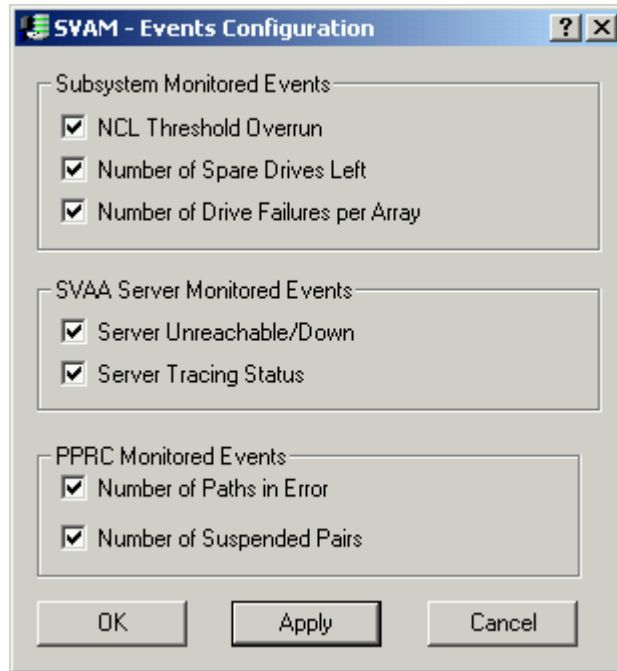 SVAM - Events Configuration
Subsystem Monitored Events
NCL Threshold Overrun
Number of Spare Drives Left
Number of Drive Failures per Array
SVAA Server Monitored Events
Server Unreachable/Down
Server Tracing Status
PPRC Monitored Events
Number of Paths in Error
Number of Suspended Pairs
OK Apply Cancel